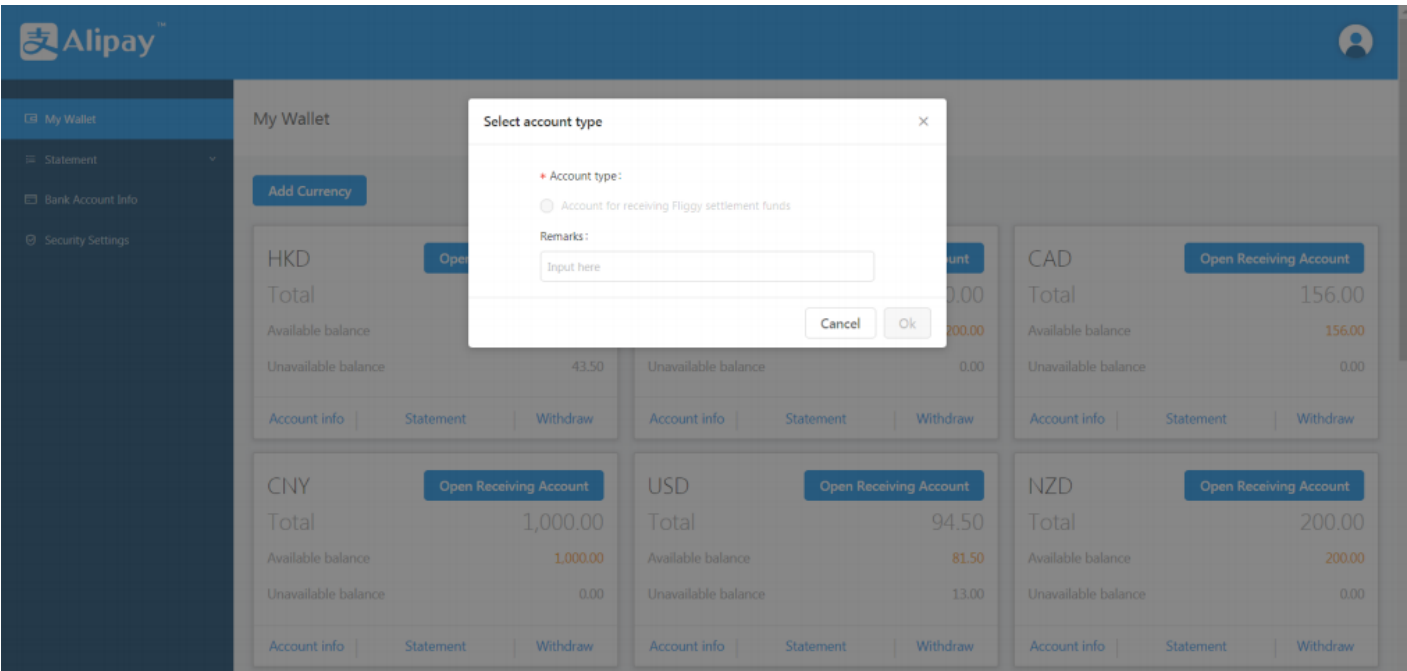 支 Alipay™
My Wallet
Statement
Bank Account Info
Security Settings
My Wallet
Add Currency
Select account type
* Account type:
Account for receiving Fliggy settlement funds
Remarks:
Input here
Cancel Ok
HKD
Total
Available balance
Unavailable balance 43.50
Account info Statement Withdraw
200.00
Unavailable balance 0.00
Account info Statement Withdraw
CAD Open Receiving Account
Total 156.00
Available balance 156.00
Unavailable balance 0.00
Account info Statement Withdraw
CNY Open Receiving Account
Total 1,000.00
Available balance 1,000.00
Unavailable balance 0.00
Account info Statement Withdraw
USD Open Receiving Account
Total 94.50
Available balance 81.50
Unavailable balance 13.00
Account info Statement Withdraw
NZD Open Receiving Account
Total 200.00
Available balance 200.00
Unavailable balance 0.00
Account info Statement Withdraw